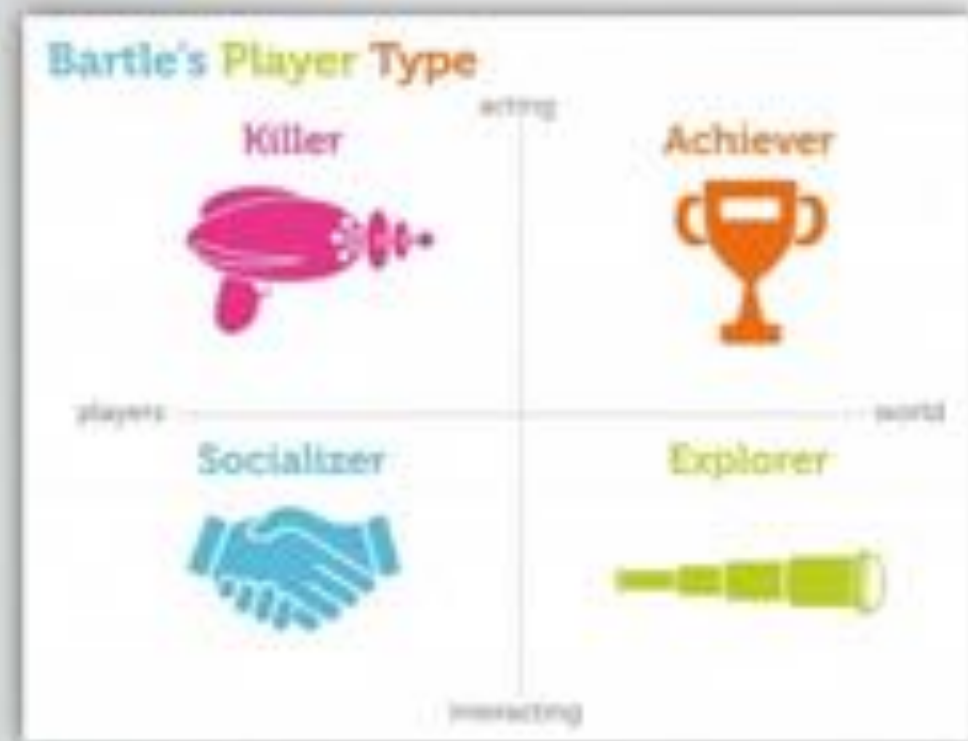 Bartle's Player Type
acting
Killer
Achiever
players
world
Socializer
Explorer
interacting